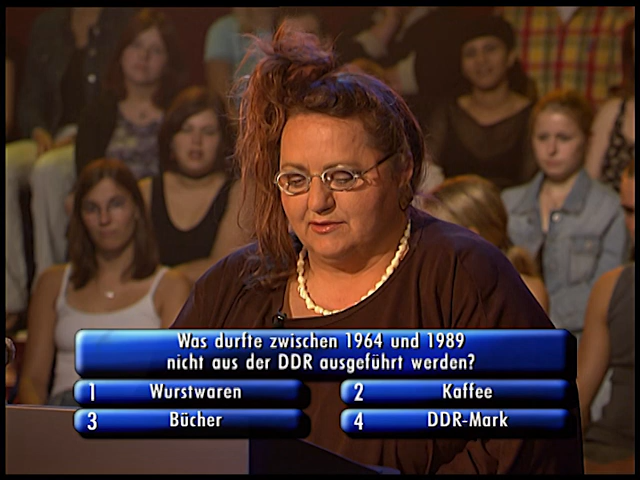 Was durfte zwischen 1964 und 1989
nicht aus der DDR ausgeführt werden?
1 Wurstwaren
2 Kaffee
3 Bücher
4 DDR-Mark